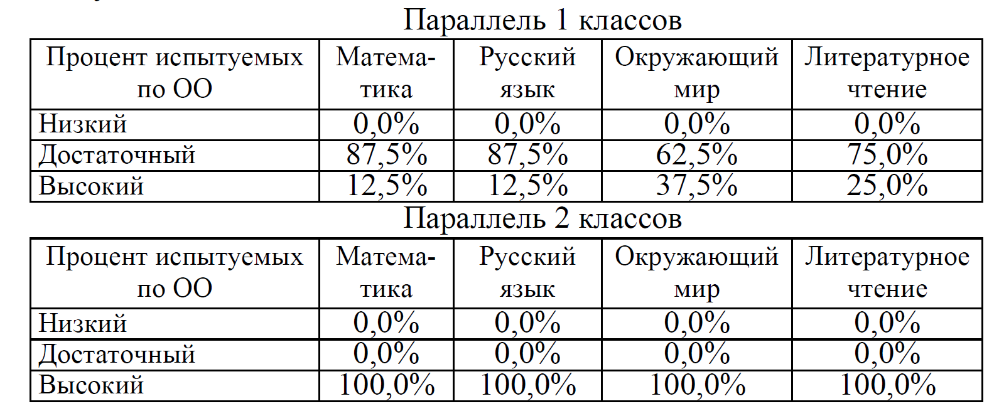 Параллель 1 классов
Процент испытуемых по ОО Матема-тика Русский язык Окружающий мир Литературное чтение
Низкий 0,0% 0,0% 0,0% 0,0%
Достаточный 87,5% 87,5% 62,5% 75,0%
Высокий 12,5% 12,5% 37,5% 25,0%
Параллель 2 классов
Процент испытуемых по ОО Матема-тика Русский язык Окружающий мир Литературное чтение
Низкий 0,0% 0,0% 0,0% 0,0%
Достаточный 0,0% 0,0% 0,0% 0,0%
Высокий 100,0% 100,0% 100,0% 100,0%